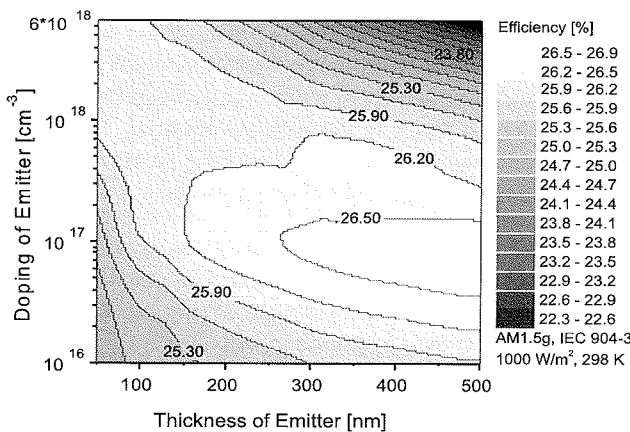 6*10 18
10 18
10 17
10 16
Doping of Emitter [cm-3]
23.80
25.30
25.90
26.20
26.50
25.90
25.30
100 200 300 400 500
Thickness of Emitter [nm]
Efficiency [%]
26.5 - 26.9
26.2 - 26.5
25.9 - 26.2
25.6 - 25.9
25.3 - 25.6
25.0 - 25.3
24.7 - 25.0
24.4 - 24.7
24.1 - 24.4
23.8 - 24.1
23.5 - 23.8
23.2 - 23.5
22.9 - 23.2
22.6 - 22.9
22.3 - 22.6
AM1.5g, IEC 904-3
1000 W/m², 298 K